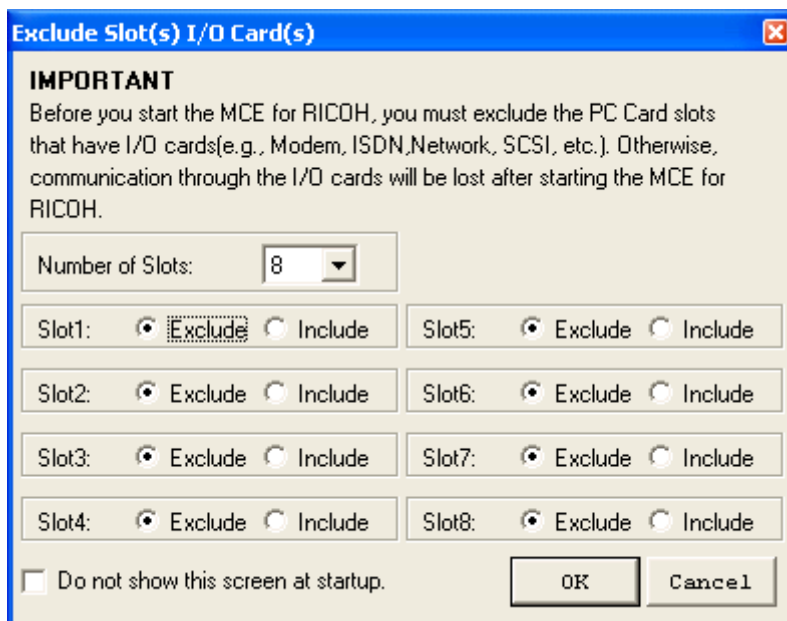 Exclude Slot(s) I/O Card(s)
IMPORTANT
Before you start the MCE for RICOH, you must exclude the PC Card slots
that have I/O cards(e.g., Modem, ISDN,Network, SCSI, etc.). Otherwise,
communication through the I/O cards will be lost after starting the MCE for
RICOH.
Number of Slots: 8
Slot1: Exclude Include
Slot5: Exclude Include
Slot2: Exclude Include
Slot6: Exclude Include
Slot3: Exclude Include
Slot7: Exclude Include
Slot4: Exclude Include
Slot8: Exclude Include
Do not show this screen at startup.
OK
Cancel